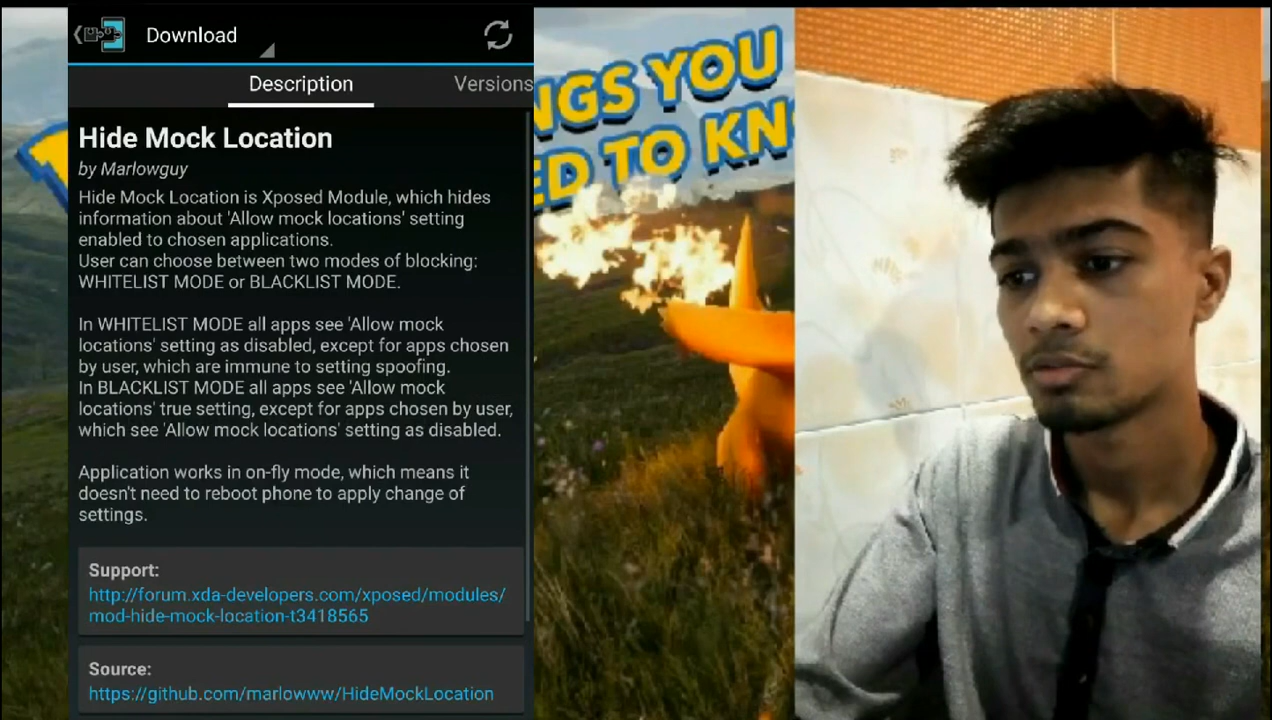 Download
Description
Versions
NGS YOU
ED TO KN
Hide Mock Location
by Marlowguy
Hide Mock Location is Xposed Module, which hides
information about 'Allow mock locations' setting
enabled to chosen applications.
User can choose between two modes of blocking:
WHITELIST MODE or BLACKLIST MODE.
In WHITELIST MODE all apps see 'Allow mock
locations' setting as disabled, except for apps chosen
by user, which are immune to setting spoofing.
In BLACKLIST MODE all apps see 'Allow mock
locations' true setting, except for apps chosen by user,
which see 'Allow mock locations' setting as disabled.
Application works in on-fly mode, which means it
doesn't need to reboot phone to apply change of
settings.
Support:
http://forum.xda-developers.com/xposed/modules/
mod-hide-mock-location-t3418565
Source:
https://github.com/marlowww/HideMockLocation